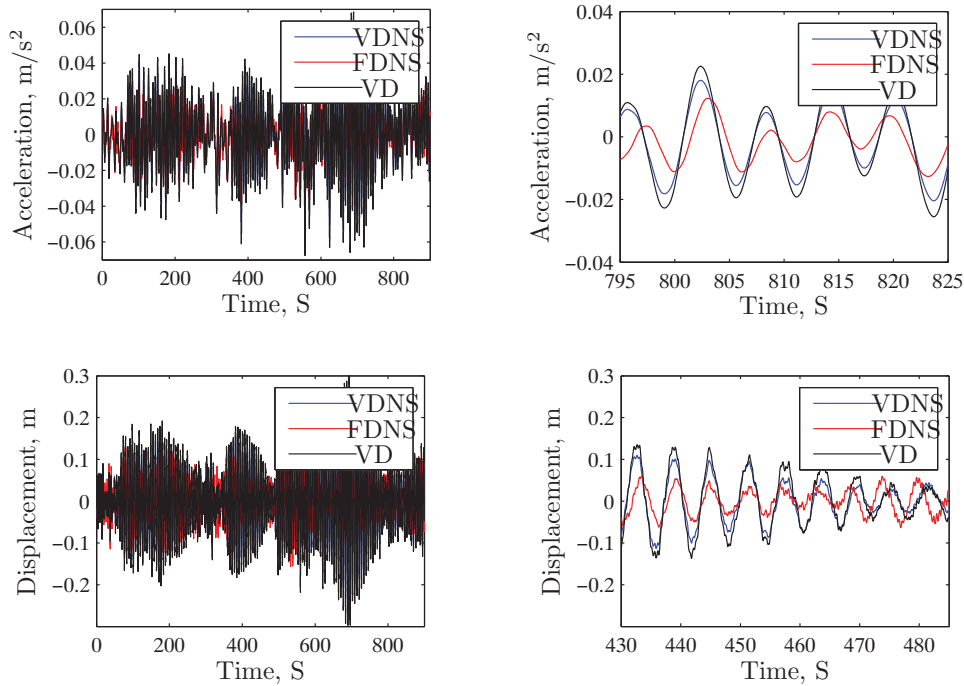 Acceleration, m/s²
0.06
0.04
0.02
0
−0.02
−0.04
−0.06
0 200 400 600 800
Time, S
VDNS
FDNS
VD
Acceleration, m/s²
0.04
0.02
0
−0.02
−0.04
795 800 805 810 815 820 825
Time, S
VDNS
FDNS
VD
Displacement, m
0.3
0.2
0.1
0
−0.1
−0.2
0 200 400 600 800
Time, S
VDNS
FDNS
VD
Displacement, m
0.3
0.2
0.1
0
−0.1
−0.2
430 440 450 460 470 480
Time, S
VDNS
FDNS
VD